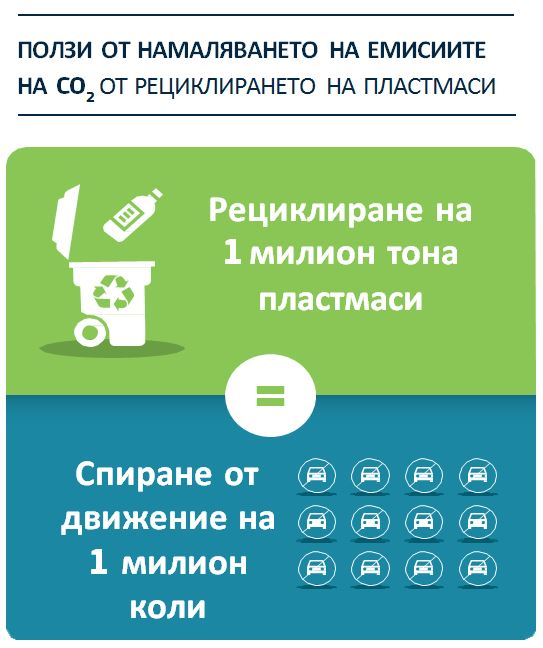 ПОЛЗИ ОТ НАМАЛЯВАНЕТО НА ЕМИСИИТЕ
НА CO₂ ОТ РЕЦИКЛИРАНЕТО НА ПЛАСТМАСИ
Рециклиране на
1 милион тона
пластмаси
=
Спиране от
движение на
1 милион
коли